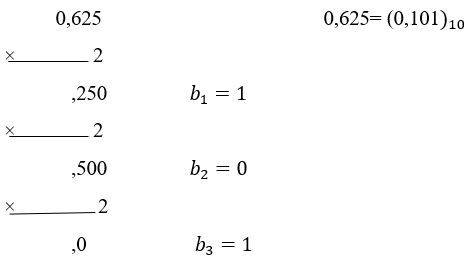 0,625 0,625= (0,101)₁₀
× 2
,250 b₁ = 1
× 2
,500 b₂ = 0
× 2
,0 b₃ = 1